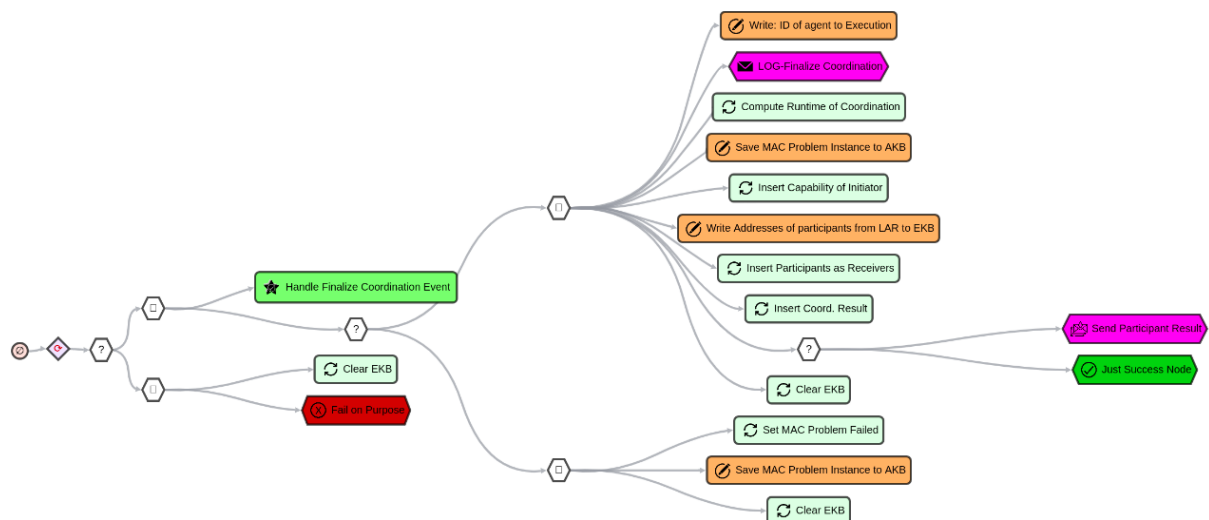 Write: ID of agent to Execution
LOG-Finalize Coordination
Compute Runtime of Coordination
Save MAC Problem Instance to AKB
Insert Capability of Initiator
Write Addresses of participants from LAR to EKB
Insert Participants as Receivers
Handle Finalize Coordination Event
Insert Coord. Result
?
Send Participant Result
?
?
Clear EKB
Just Success Node
Clear EKB
Fail on Purpose
Set MAC Problem Failed
Save MAC Problem Instance to AKB
Clear EKB